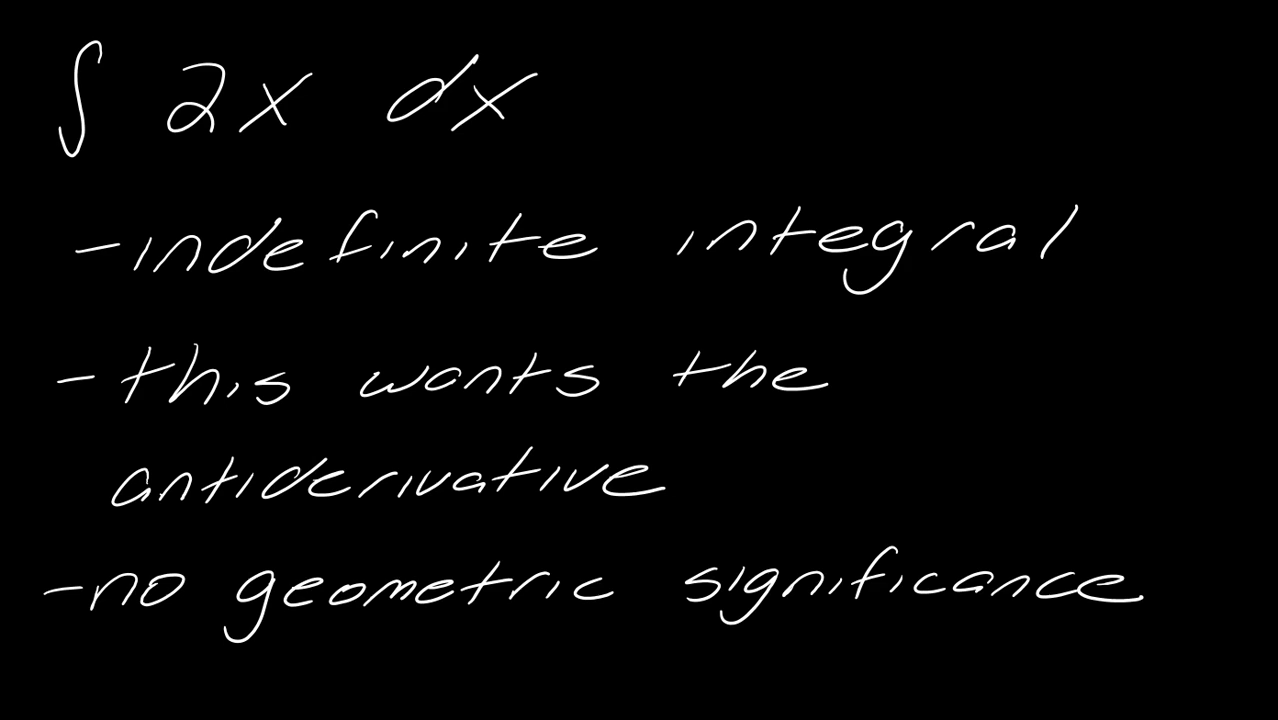 ∫ 2x dx
-indefinite integral
-this wants the
antiderivative
-no geometric significance